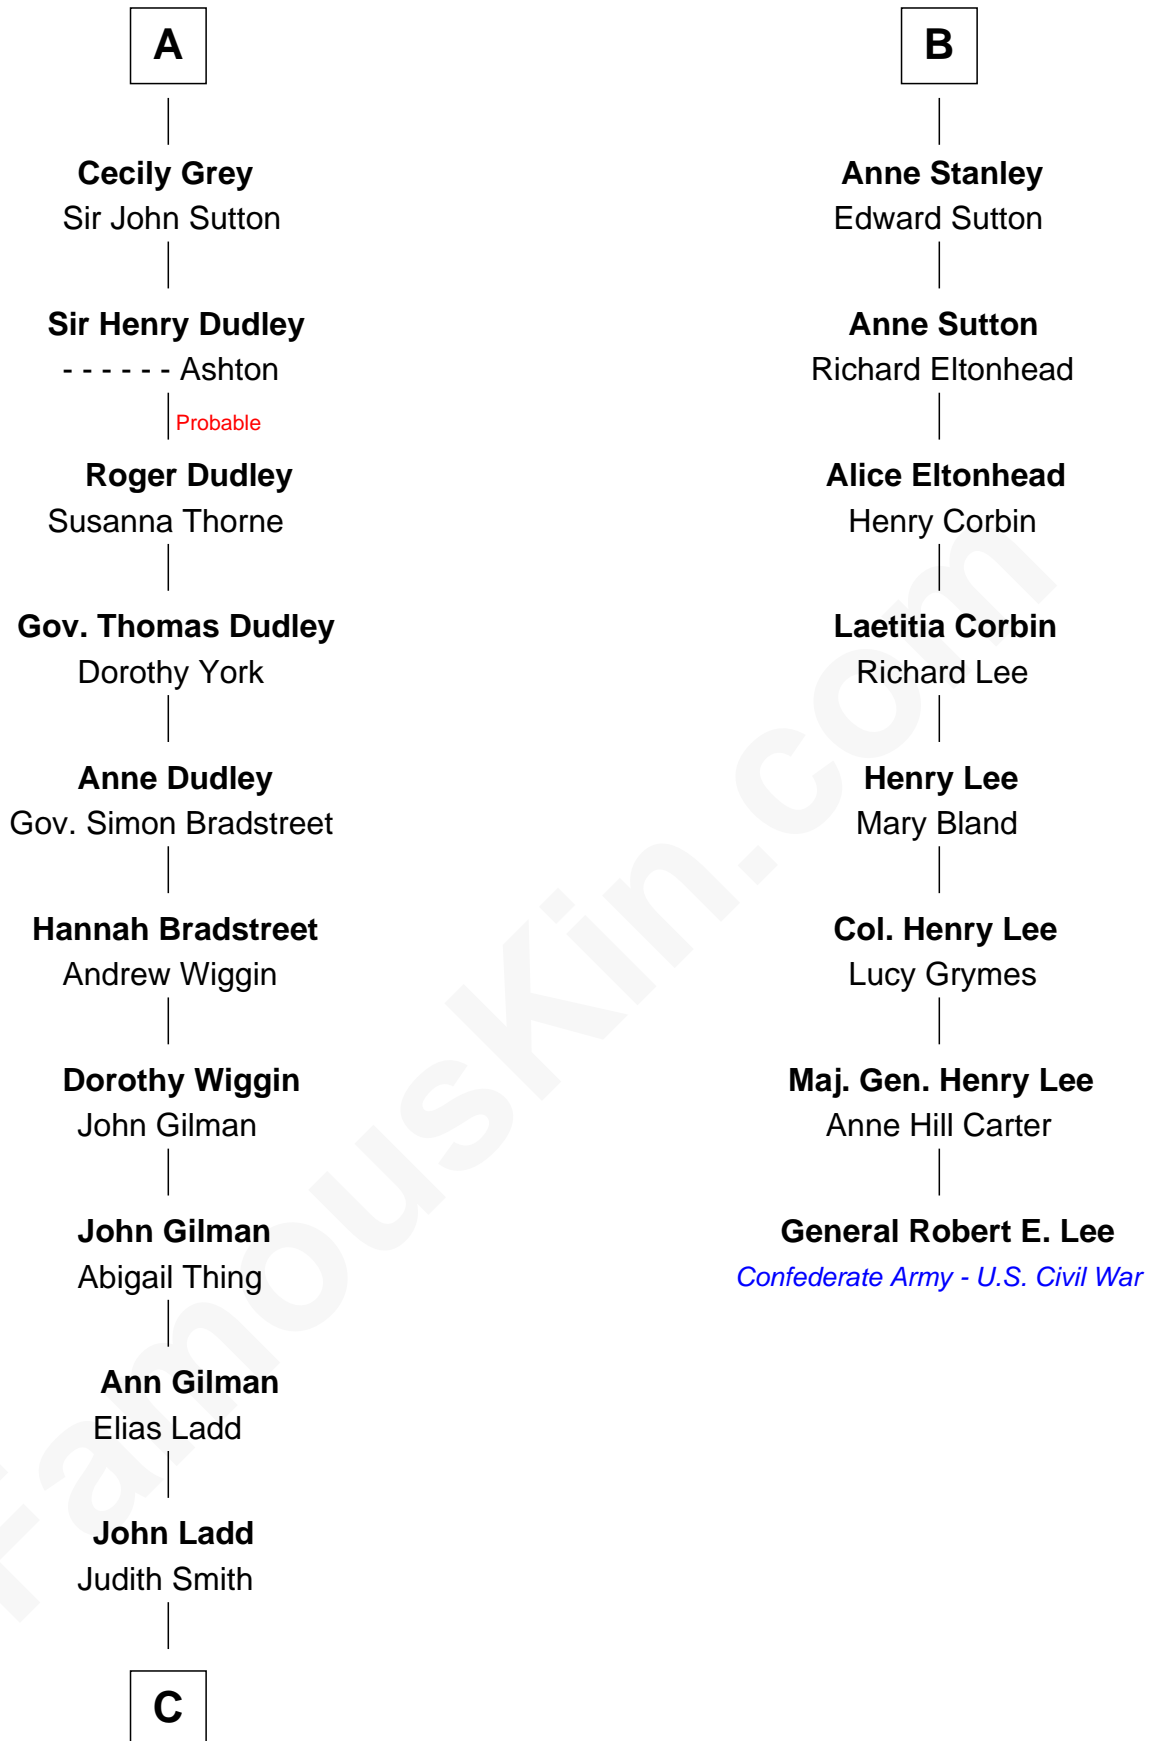 A
Cecily Grey
Sir John Sutton
Sir Henry Dudley
- - - - - - Ashton
Probable
Roger Dudley
Susanna Thorne
Gov. Thomas Dudley
Dorothy York
Anne Dudley
Gov. Simon Bradstreet
Hannah Bradstreet
Andrew Wiggin
Dorothy Wiggin
John Gilman
John Gilman
Abigail Thing
Ann Gilman
Elias Ladd
John Ladd
Judith Smith
C
B
Anne Stanley
Edward Sutton
Anne Sutton
Richard Eltonhead
Alice Eltonhead
Henry Corbin
Laetitia Corbin
Richard Lee
Henry Lee
Mary Bland
Col. Henry Lee
Lucy Grymes
Maj. Gen. Henry Lee
Anne Hill Carter
General Robert E. Lee
Confederate Army - U.S. Civil War
FamousKin.com